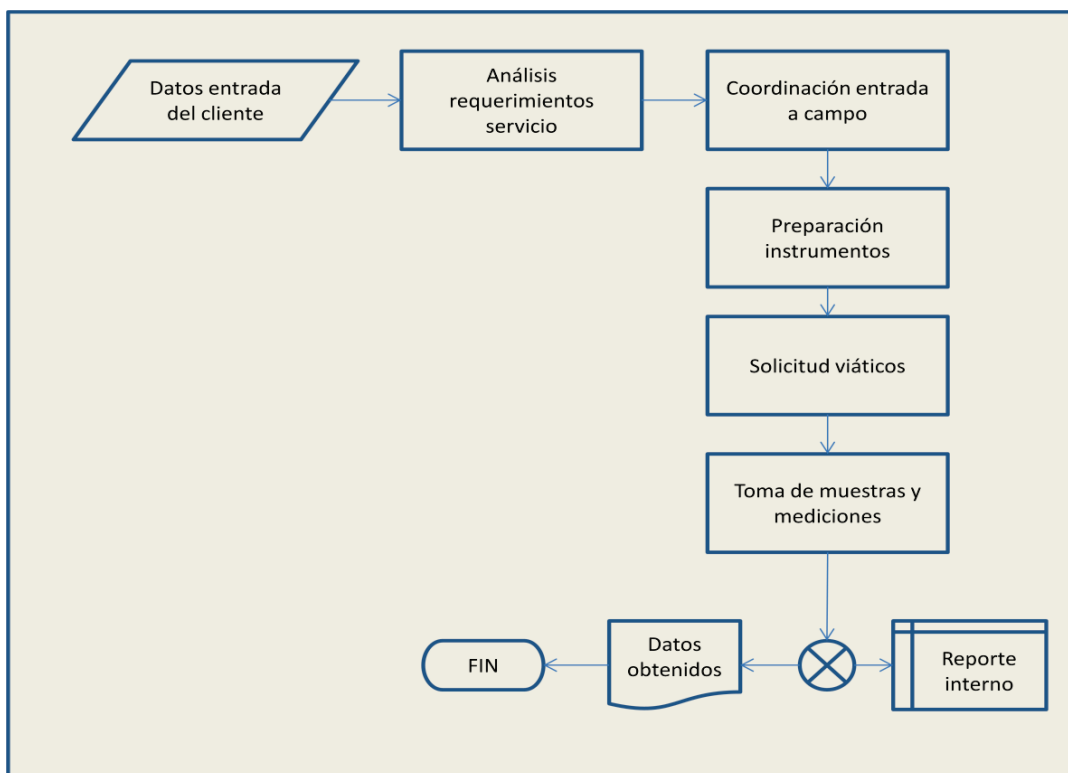 Datos entrada
del cliente
Análisis
requerimientos
servicio
Coordinación entrada
a campo
Preparación
instrumentos
Solicitud viáticos
Toma de muestras y
mediciones
FIN
Datos
obtenidos
Reporte
interno